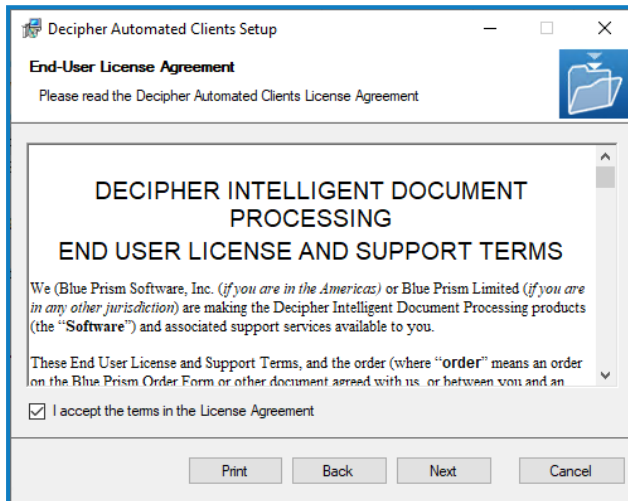 Decipher Automated Clients Setup
End-User License Agreement
Please read the Decipher Automated Clients License Agreement
DECIPHER INTELLIGENT DOCUMENT
PROCESSING
END USER LICENSE AND SUPPORT TERMS
We (Blue Prism Software, Inc. (if you are in the Americas) or Blue Prism Limited (if you are
in any other jurisdiction) are making the Decipher Intelligent Document Processing products
(the “Software”) and associated support services available to you.
These End User License and Support Terms, and the order (where “order” means an order
on the Blue Prism Order Form or other document agreed with us, or between you and an
I accept the terms in the License Agreement
Print Back Next Cancel